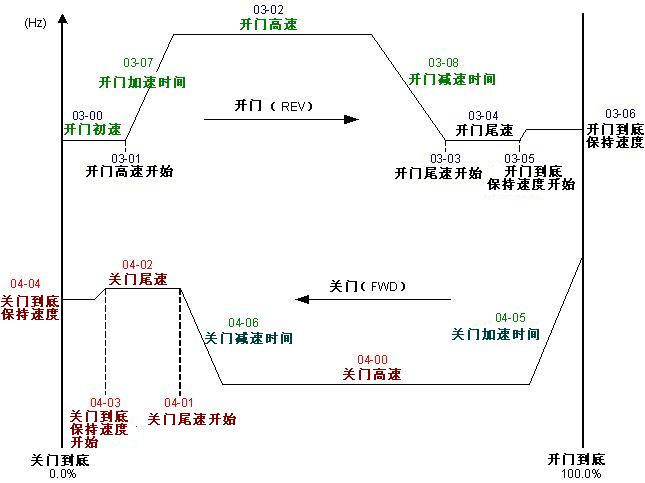 (Hz)
03-02
开门高速
03-07
开门加速时间
03-08
开门减速时间
03-00
开门初速
开门（ REV）
03-04
开门尾速
03-06
开门到底
保持速度
03-01
开门高速开始
03-03
开门尾速开始
03-05
开门到底
保持速度开始
04-04
关门到底
保持速度
04-02
关门尾速
关门（ FWD）
04-06
关门减速时间
04-05
关门加速时间
04-00
关门高速
04-03
关门到底
保持速度
开始
04-01
关门尾速开始
关门到底
0.0%
开门到底
100.0%